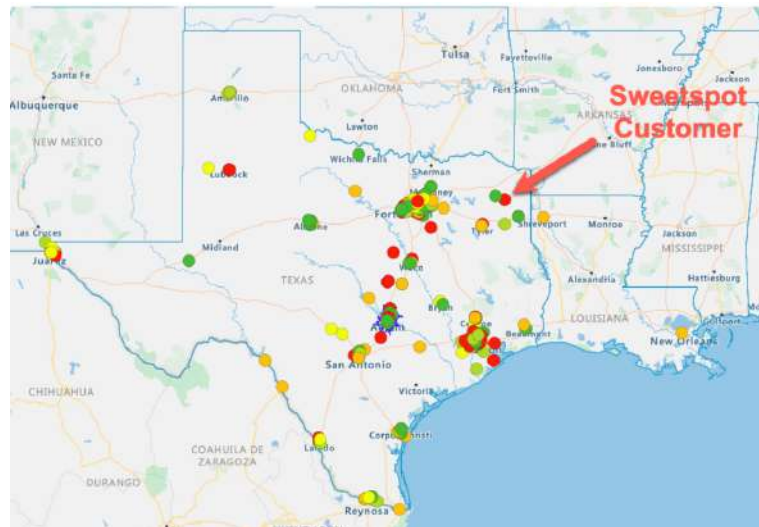 Tulsa
Fayetteville
Jonesboro
Jackson
Santa Fe
Albuquerque
Amarillo
OKLAHOMA
Fort Smith
Sweetspot
Customer
ARKANSAS
NEW MEXICO
Lawton
Wichita Falls
Sherman
Lubbock
Las Cruces
Juarez
Midland
Tyler
Shreveport
Monroe
Jackson
MISSISSIPPI
TEXAS
Waco
Alexandria
Hattiesburg
LOUISIANA
Bryan
Beaumont
New Orleans
San Antonio
Victoria
CHIHUAHUA
COAHUILA DE
ZARAGOZA
Laredo
DURANGO
Reynosa